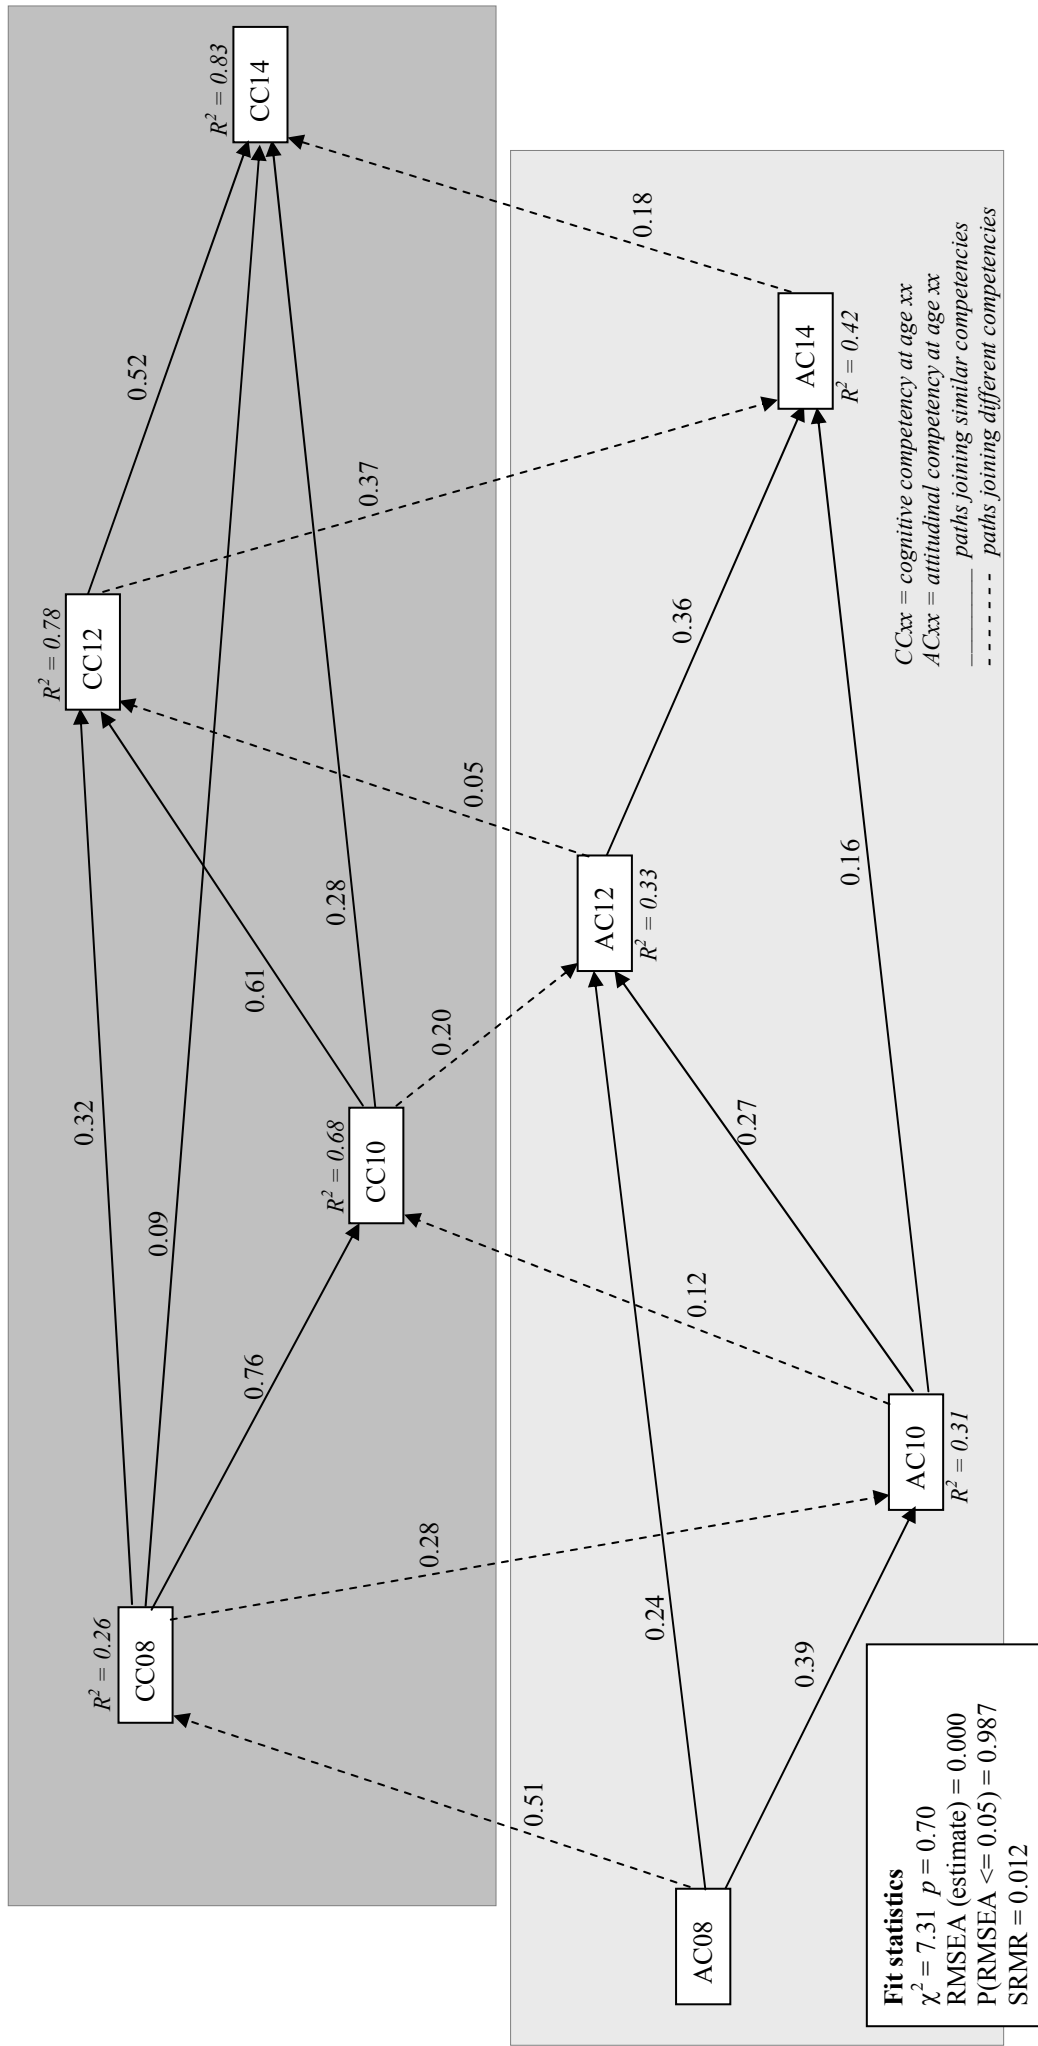 R² = 0.26
CC08
R² = 0.68
CC10
R² = 0.78
CC12
R² = 0.83
CC14
0.32
0.09
0.76
0.61
0.28
0.52
0.51
0.28
0.12
0.20
0.05
0.37
0.18
AC08
AC10
R² = 0.31
AC12
R² = 0.33
AC14
R² = 0.42
0.24
0.39
0.27
0.16
0.36
CCxx = cognitive competency at age xx
ACxx = attitudinal competency at age xx
paths joining similar competencies
paths joining different competencies
Fit statistics
χ² = 7.31 p = 0.70
RMSEA (estimate) = 0.000
P(RMSEA <= 0.05) = 0.987
SRMR = 0.012